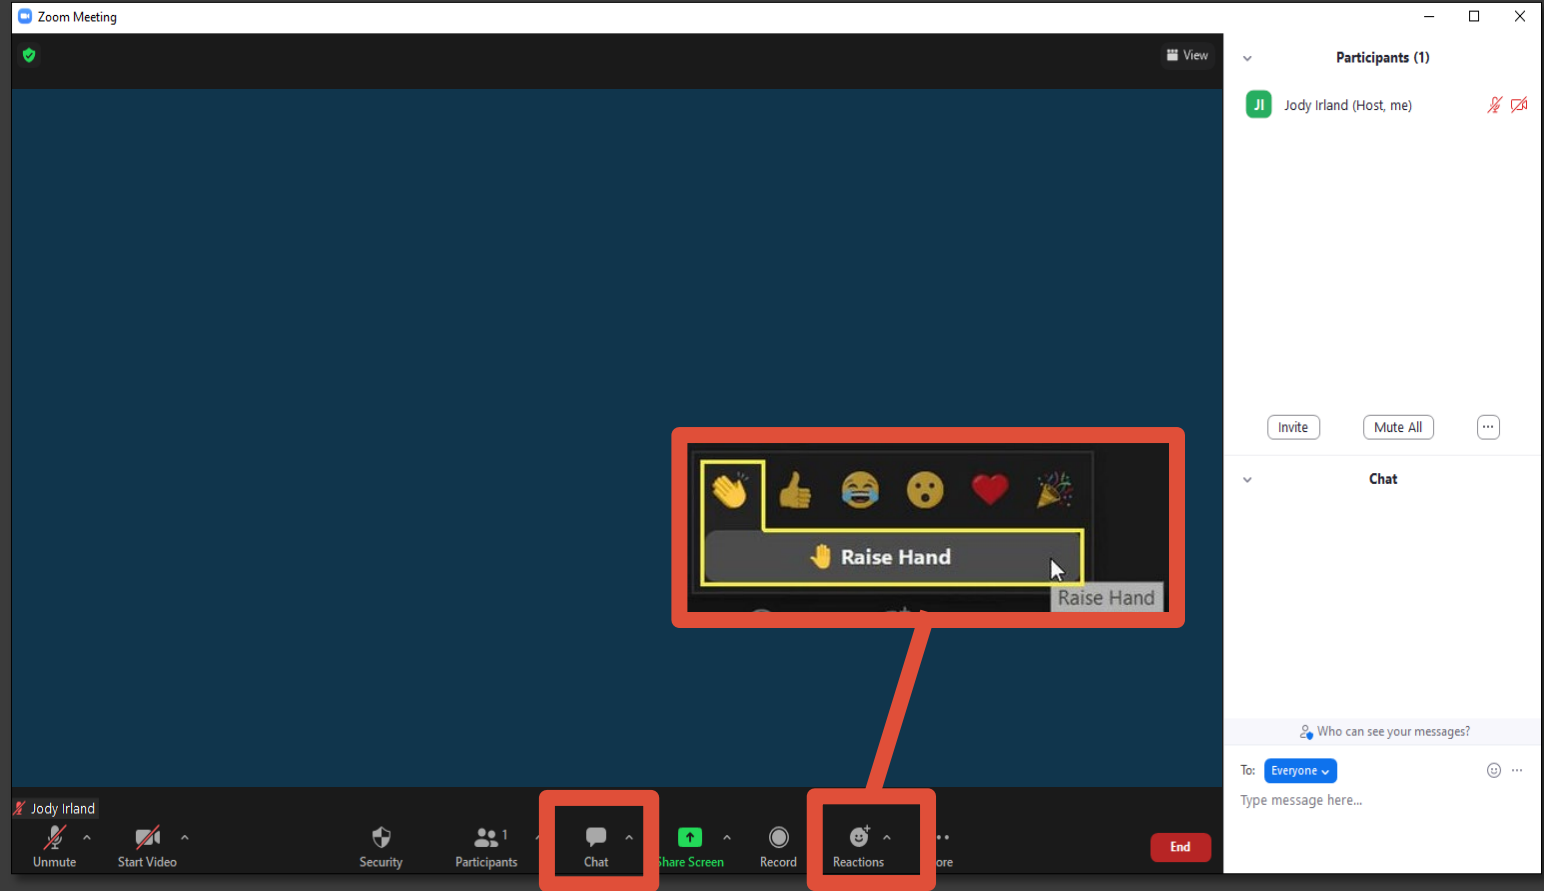 Zoom Meeting
View
Participants (1)
JI
Jody Irland (Host, me)
Invite
Mute All
Chat
Raise Hand
Raise Hand
Who can see your messages?
To:
Everyone
Type message here...
Jody Irland
1
Unmute
Start Video
Security
Participants
Chat
Share Screen
Record
Reactions
ore
End